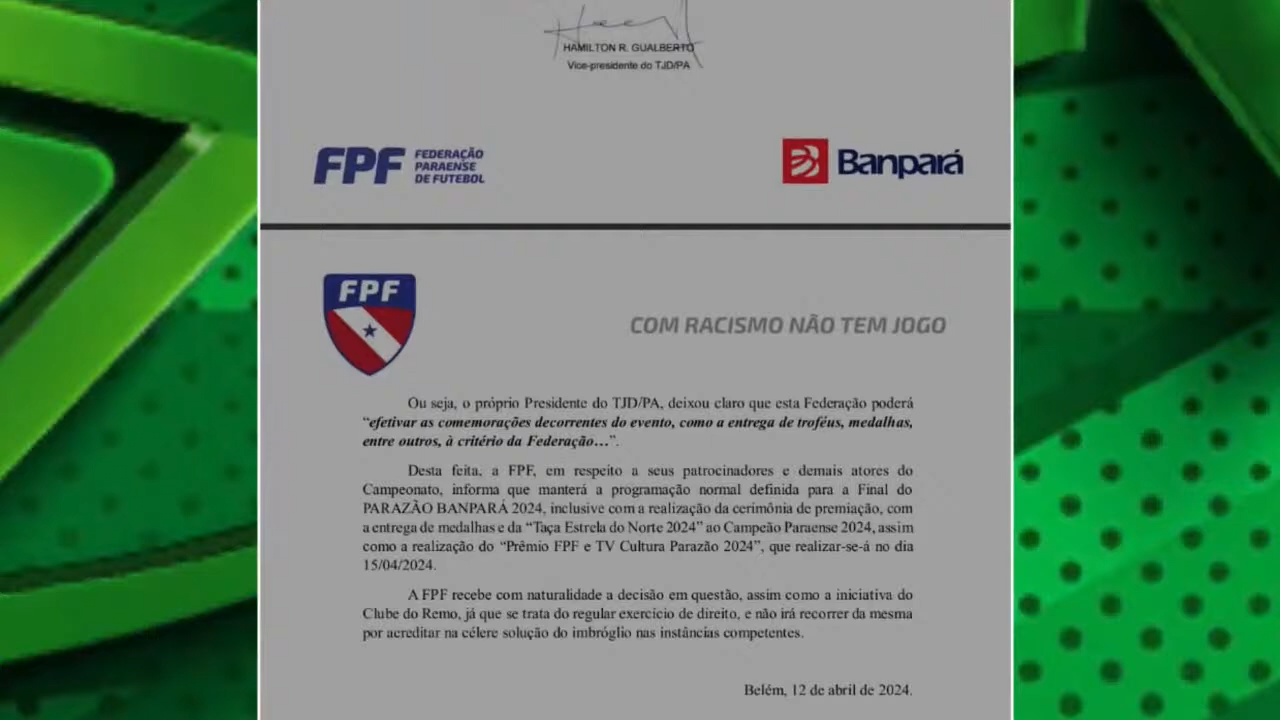 HAMILTON R. GUALBERTO
Vice-presidente do TJD/PA
FPF FEDERAÇÃO
PARAENSE
DE FUTEBOL
Banpará
FPF
COM RACISMO NÃO TEM JOGO
Ou seja, o próprio Presidente do TJD/PA, deixou claro que esta Federação poderá
“efetivar as comemorações decorrentes do evento, como a entrega de troféus, medalhas,
entre outros, à critério da Federação...”.
Desta feita, a FPF, em respeito a seus patrocinadores e demais atores do
Campeonato, informa que manterá a programação normal definida para a Final do
PARAZÃO BANPARÁ 2024, inclusive com a realização da cerimônia de premiação, com
a entrega de medalhas e da “Taça Estrela do Norte 2024” ao Campeão Paraense 2024, assim
como a realização do “Prêmio FPF e TV Cultura Parazão 2024”, que realizar-se-á no dia
15/04/2024.
A FPF recebe com naturalidade a decisão em questão, assim como a iniciativa do
Clube do Remo, já que se trata do regular exercício de direito, e não irá recorrer da mesma
por acreditar na célere solução do imbróglio nas instâncias competentes.
Belém, 12 de abril de 2024.